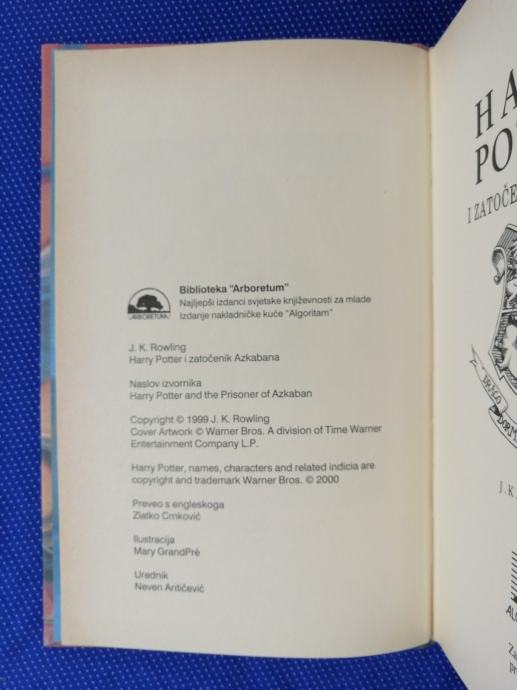 Biblioteka "Arboretum"
Najljepši izdanci svjetske književnosti za mlade
Izdanje nakladničke kuće "Algoritam"
ARBORETUM
J. K. Rowling
Harry Potter i zatočenik Azkabana
Naslov izvornika
Harry Potter and the Prisoner of Azkaban
Copyright © 1999 J. K. Rowling
Cover Artwork © Warner Bros. A division of Time Warner
Entertainment Company L.P.
Harry Potter, names, characters and related indicia are
copyright and trademark Warner Bros. © 2000
Preveo s engleskoga
Zlatko Crnković
Ilustracija
Mary GrandPré
Urednik
Neven Antičević
HA
PO
I ZATOČE
DRACO
DORM
J. K.